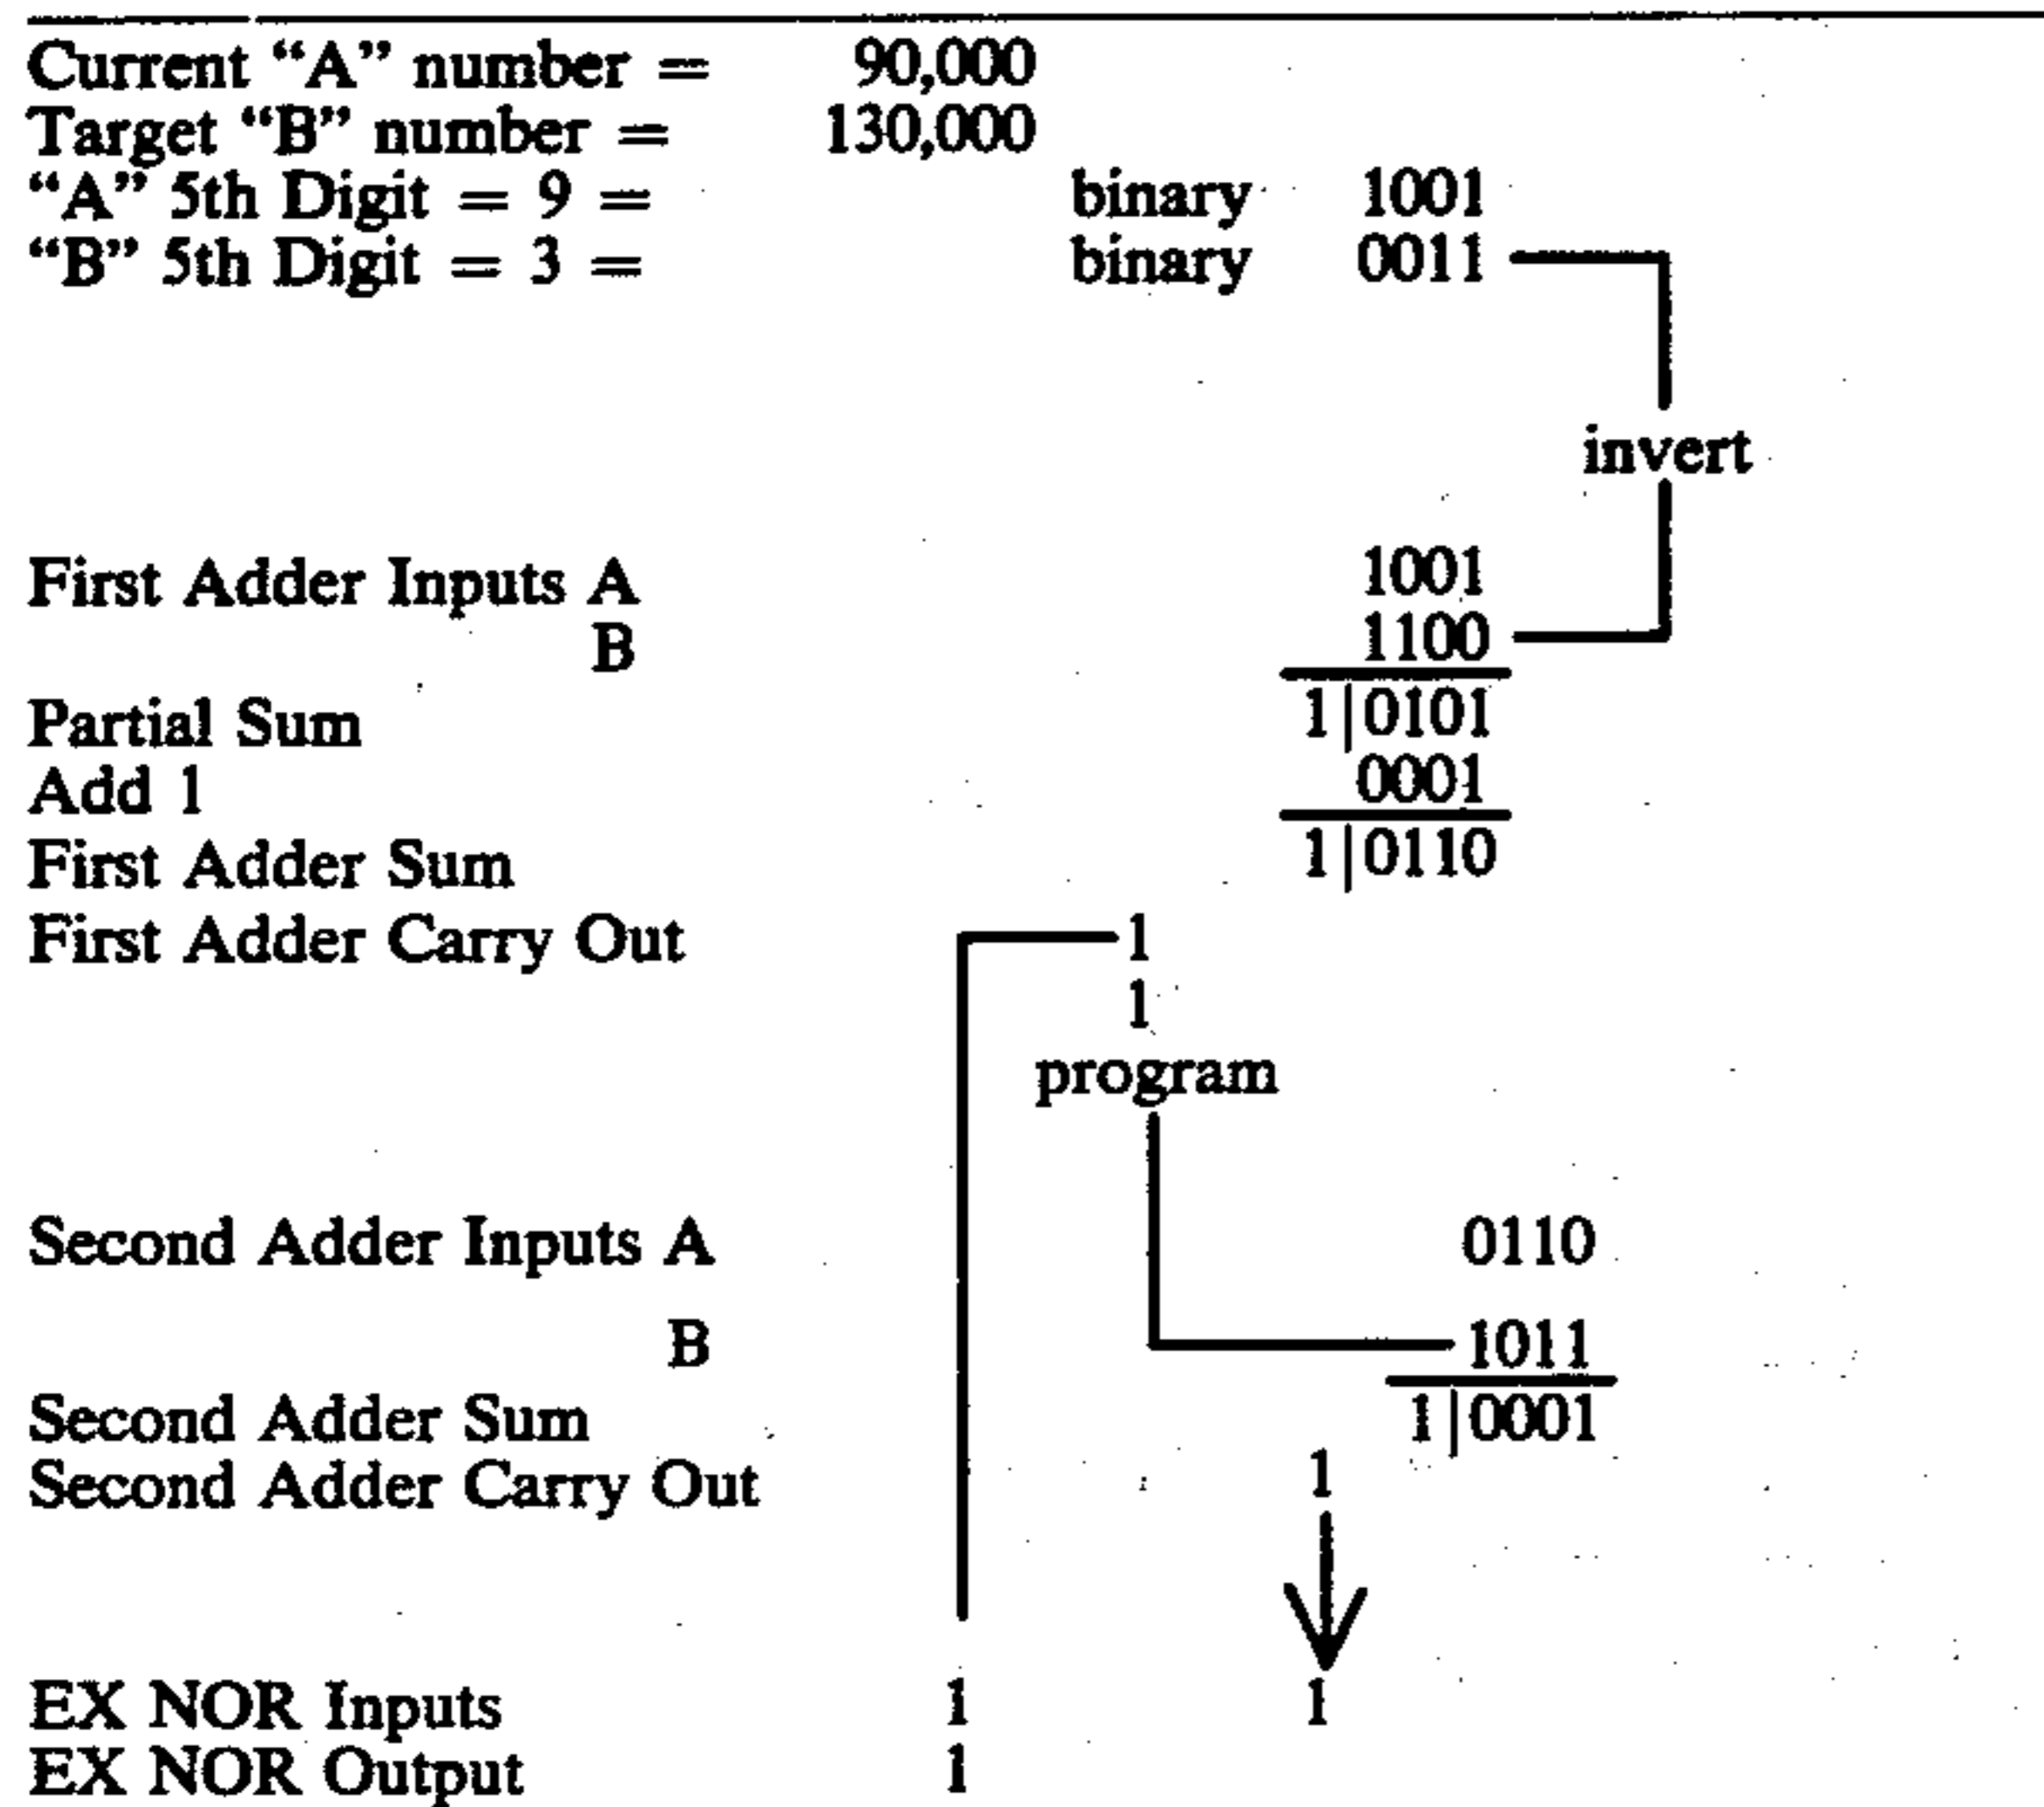 Current “A” number = 90,000
Target “B” number = 130,000
“A” 5th Digit = 9 = binary 1001
“B” 5th Digit = 3 = binary 0011
invert
First Adder Inputs A 1001
B 1100
Partial Sum 1|0101
Add 1 0001
First Adder Sum 1|0110
First Adder Carry Out 1
1
program
Second Adder Inputs A 0110
B 1011
Second Adder Sum 1|0001
Second Adder Carry Out 1
EX NOR Inputs 1 1
EX NOR Output 1